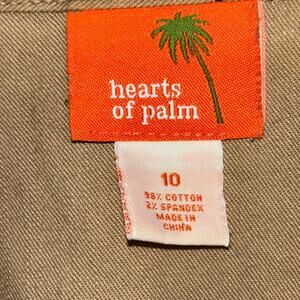 hearts
of palm
10
98% COTTON
2% SPANDEX
MADE IN
CHINA